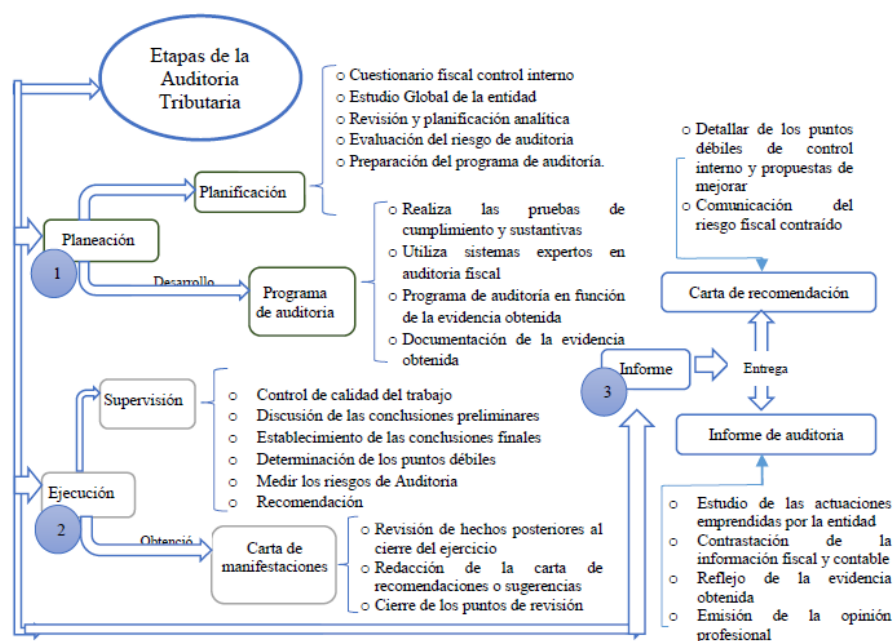 Etapas de la
Auditoria
Tributaria
o Cuestionario fiscal control interno
o Estudio Global de la entidad
o Revisión y planificación analítica
o Evaluación del riesgo de auditoria
o Preparación del programa de auditoría.
Planificación
Planeación
1
Desarrollo
Programa
de auditoria
o Realiza las pruebas de
cumplimiento y sustantivas
o Utiliza sistemas expertos en
auditoria fiscal
o Programa de auditoría en función
de la evidencia obtenida
o Documentación de la evidencia
obtenida
Supervisión
o Control de calidad del trabajo
o Discusión de las conclusiones preliminares
o Establecimiento de las conclusiones finales
o Determinación de los puntos débiles
o Medir los riesgos de Auditoria
o Recomendación
Ejecución
2
Obtenció
Carta de
manifestaciones
o Revisión de hechos posteriores al
cierre del ejercicio
o Redacción de la carta de
recomendaciones o sugerencias
o Cierre de los puntos de revisión
Informe
3
Entrega
o Detallar de los puntos
débiles de control
interno y propuestas de
mejorar
o Comunicación del
riesgo fiscal contraído
Carta de recomendación
Informe de auditoria
o Estudio de las actuaciones
emprendidas por la entidad
o Contrastación de la
información fiscal y contable
o Reflejo de la evidencia
obtenida
o Emisión de la opinión
profesional